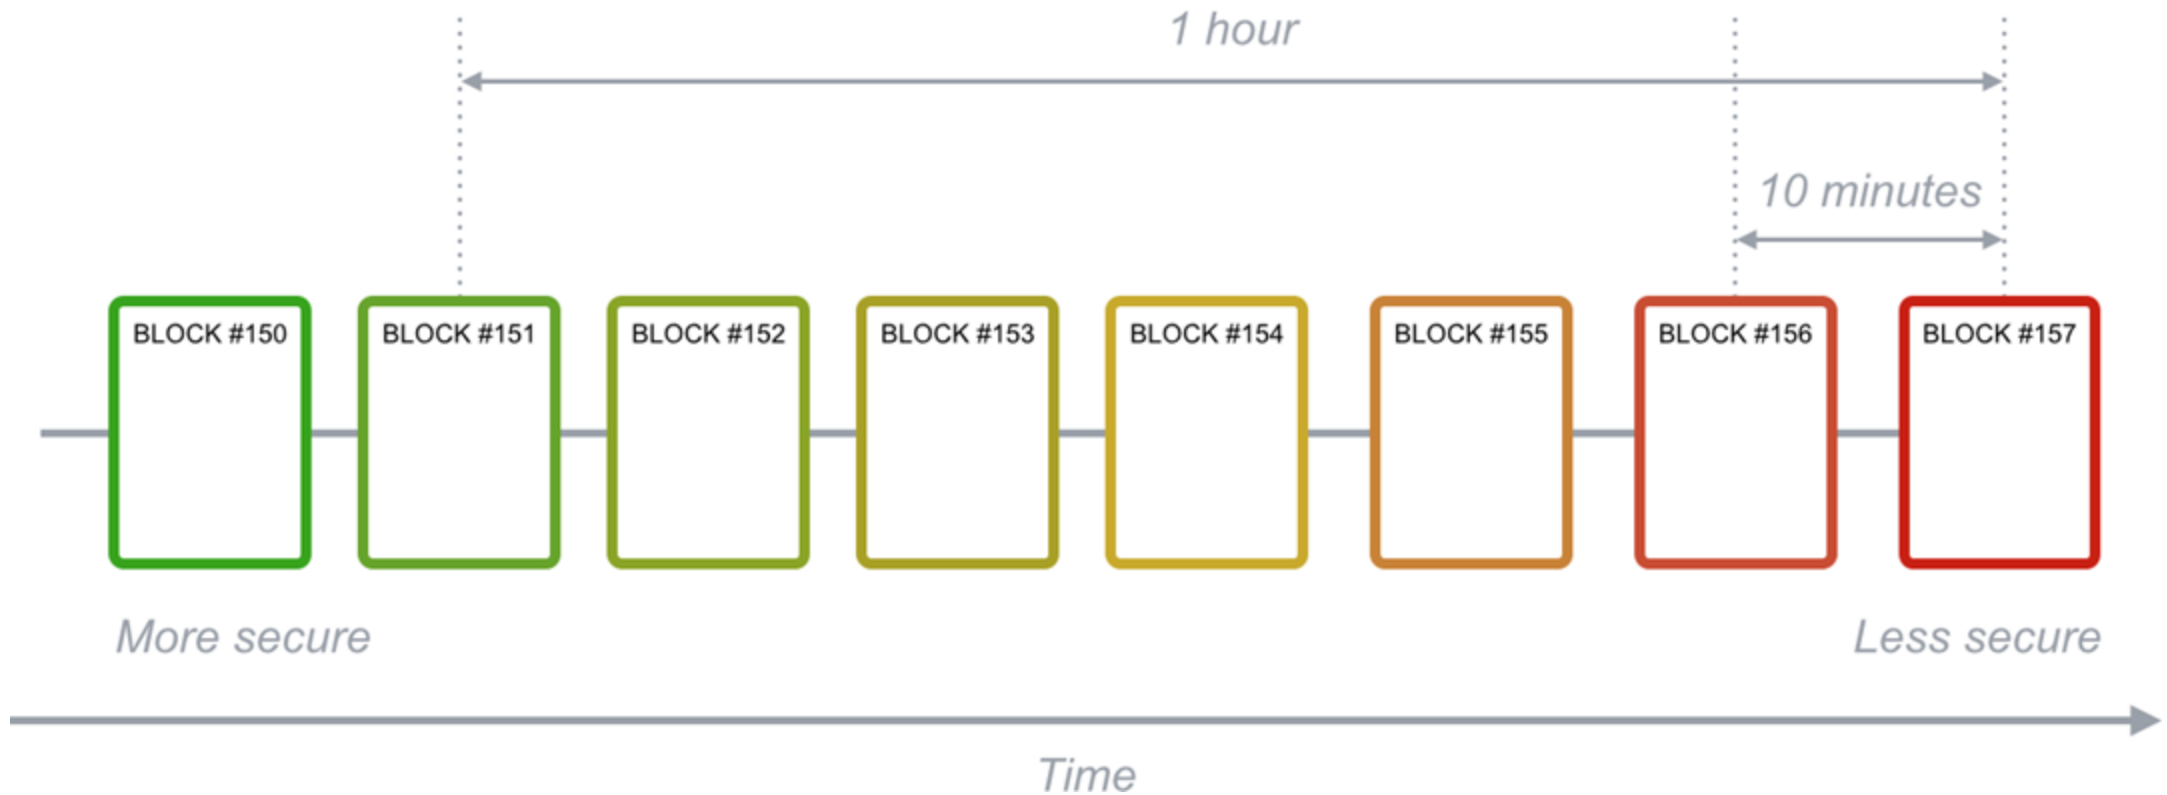 1 hour
10 minutes
BLOCK #150 BLOCK #151 BLOCK #152 BLOCK #153 BLOCK #154 BLOCK #155 BLOCK #156 BLOCK #157
More secure Less secure
Time